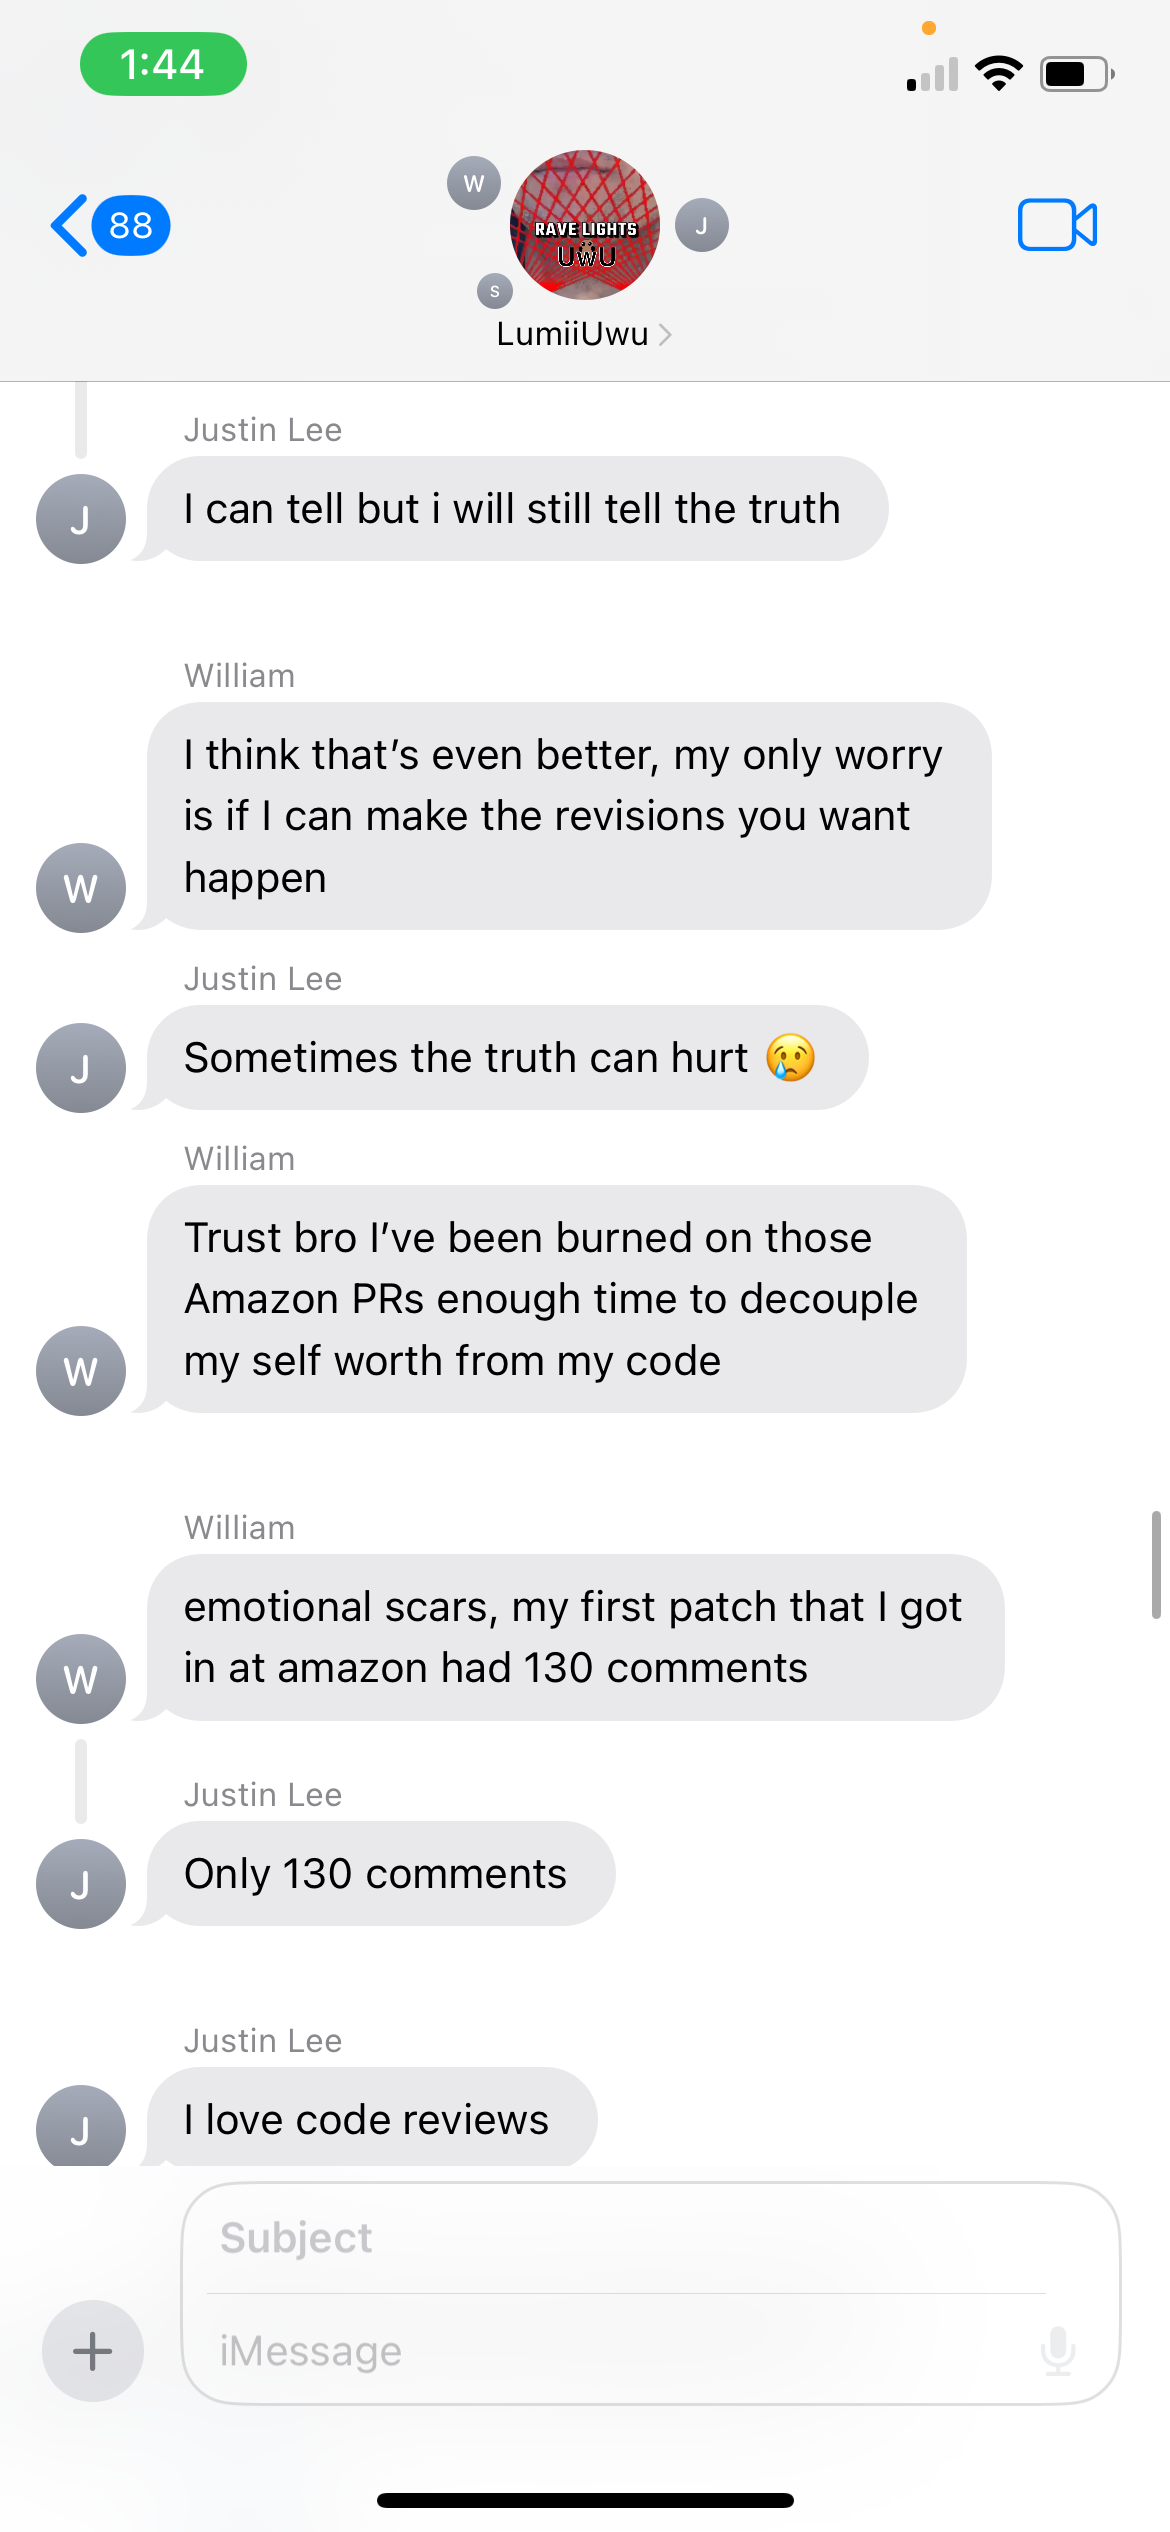 1:44
88
W
J
S
RAVE LIGHTS
UWU
LumiiUwu
Justin Lee
J
I can tell but i will still tell the truth
William
I think that’s even better, my only worry
is if I can make the revisions you want
happen
W
Justin Lee
J
Sometimes the truth can hurt 😢
William
Trust bro I’ve been burned on those
Amazon PRs enough time to decouple
my self worth from my code
W
William
emotional scars, my first patch that I got
in at amazon had 130 comments
W
Justin Lee
J
Only 130 comments
Justin Lee
J
I love code reviews
Subject
iMessage